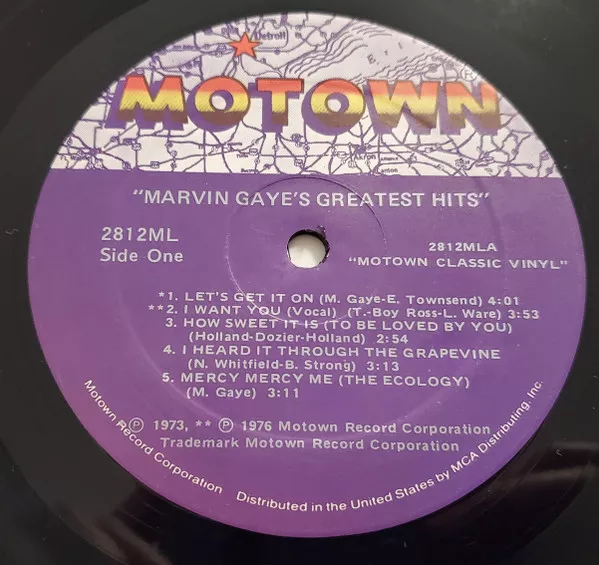 Detroit
Erie
MOTOWN
®
Akron
"MARVIN GAYE'S GREATEST HITS"
2812ML
Side One
2812MLA
"MOTOWN CLASSIC VINYL"
*1. LET'S GET IT ON (M. Gaye-E. Townsend) 4:01
**2. I WANT YOU (Vocal) (T.-Boy Ross-L. Ware) 3:53
3. HOW SWEET IT IS (TO BE LOVED BY YOU)
(Holland-Dozier-Holland) 2:54
4. I HEARD IT THROUGH THE GRAPEVINE
(N. Whitfield-B. Strong) 3:13
5. MERCY MERCY ME (THE ECOLOGY)
(M. Gaye) 3:11
℗ 1973, ** ℗ 1976 Motown Record Corporation
Trademark Motown Record Corporation
Motown Record Corporation Distributed in the United States by MCA Distributing, Inc.